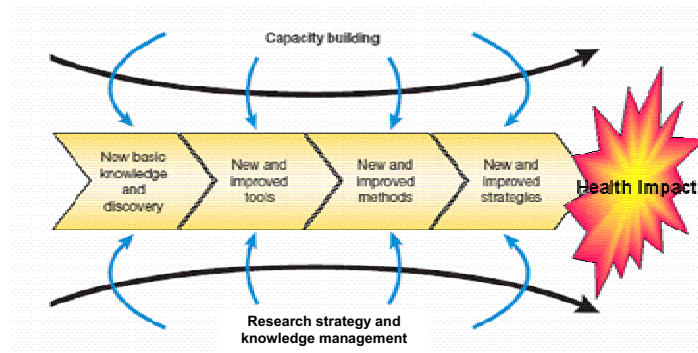 Capacity building
New basic
knowledge
and
discovery
New and
improved
tools
New and
improved
methods
New and
improved
strategies
Health Impact
Research strategy and
knowledge management